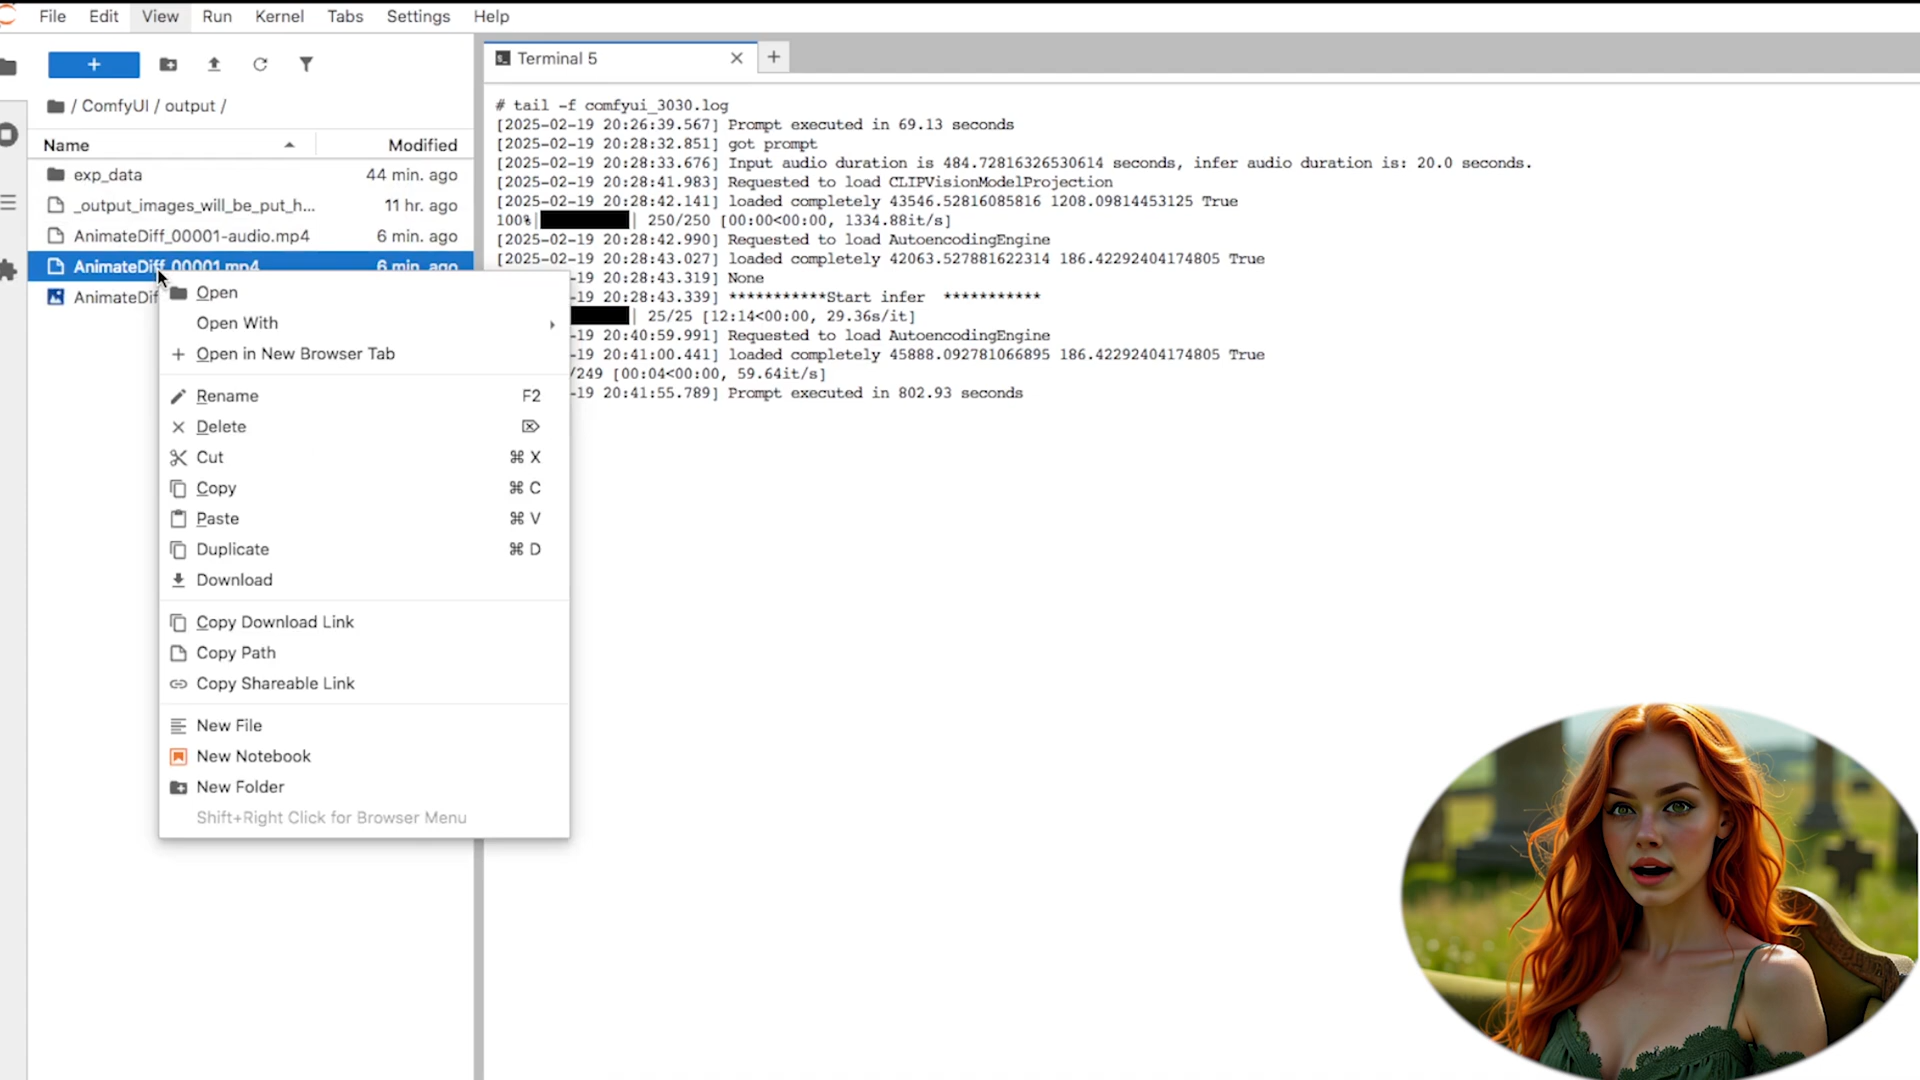 File Edit View Run Kernel Tabs Settings Help
+
/ ComfyUI / output /
Name Modified
exp_data 44 min. ago
_output_images_will_be_put_h... 11 hr. ago
AnimateDiff_00001-audio.mp4 6 min. ago
AnimateDiff_00001.mp4 6 min. ago
AnimateDif
Open
Open With
Open in New Browser Tab
Rename F2
Delete
Cut ⌘ X
Copy ⌘ C
Paste ⌘ V
Duplicate ⌘ D
Download
Copy Download Link
Copy Path
Copy Shareable Link
New File
New Notebook
New Folder
Shift+Right Click for Browser Menu
Terminal 5
# tail -f comfyui_3030.log
[2025-02-19 20:26:39.567] Prompt executed in 69.13 seconds
[2025-02-19 20:28:32.851] got prompt
[2025-02-19 20:28:33.676] Input audio duration is 484.72816326530614 seconds, infer audio duration is: 20.0 seconds.
[2025-02-19 20:28:41.983] Requested to load CLIPVisionModelProjection
[2025-02-19 20:28:42.141] loaded completely 43546.52816085816 1208.09814453125 True
100%| | 250/250 [00:00<00:00, 1334.88it/s]
[2025-02-19 20:28:42.990] Requested to load AutoencodingEngine
[2025-02-19 20:28:43.027] loaded completely 42063.527881622314 186.42292404174805 True
-19 20:28:43.319] None
-19 20:28:43.339] ***********Start infer ***********
| 25/25 [12:14<00:00, 29.36s/it]
-19 20:40:59.991] Requested to load AutoencodingEngine
-19 20:41:00.441] loaded completely 45888.092781066895 186.42292404174805 True
/249 [00:04<00:00, 59.64it/s]
-19 20:41:55.789] Prompt executed in 802.93 seconds